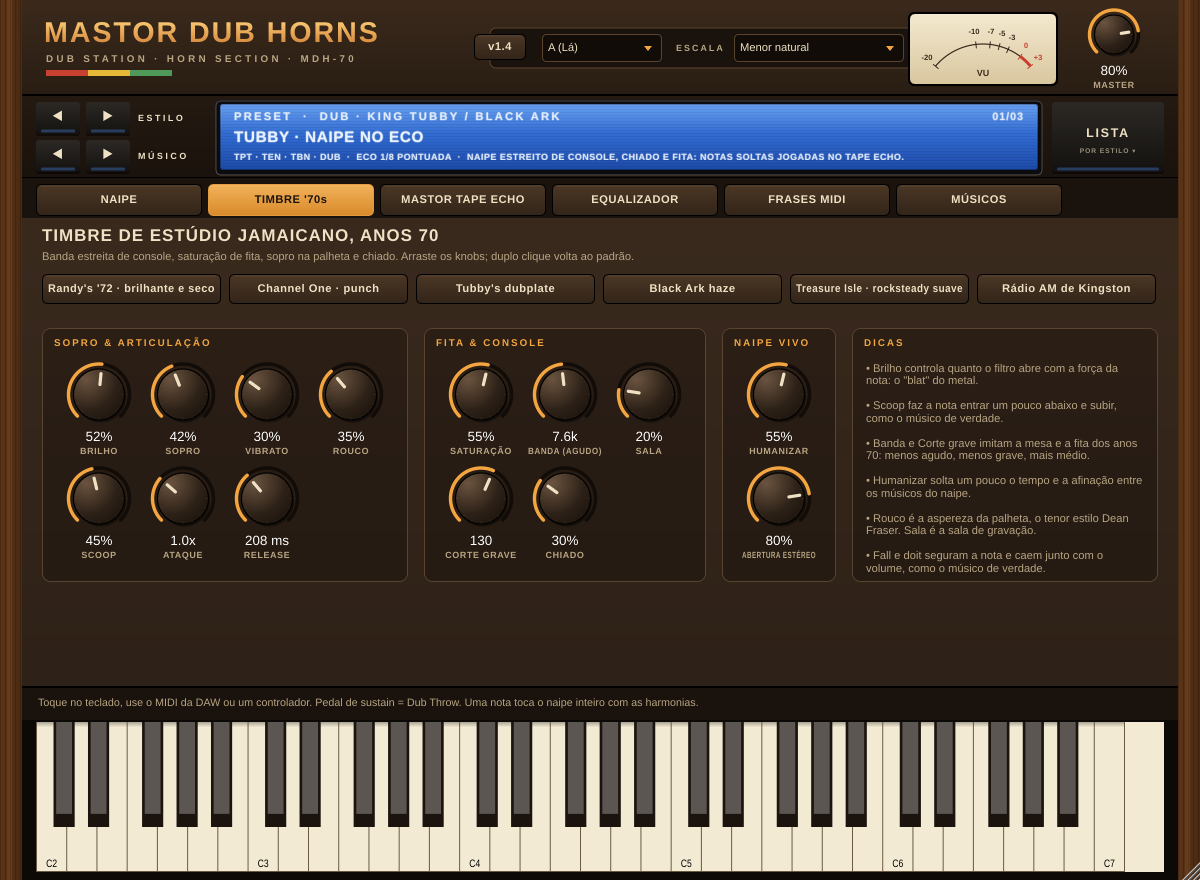 MASTOR DUB HORNS
DUB STATION · HORN SECTION · MDH-70
v1.4
A (Lá)
ESCALA
Menor natural
-20
-10
-7
-5
-3
0
+3
VU
80%
MASTER
◀ ▶ ESTILO
◀ ▶ MÚSICO
PRESET · DUB · KING TUBBY / BLACK ARK
01/03
TUBBY · NAIPE NO ECO
TPT · TEN · TBN · DUB · ECO 1/8 PONTUADA · NAIPE ESTREITO DE CONSOLE, CHIADO E FITA: NOTAS SOLTAS JOGADAS NO TAPE ECHO.
LISTA
POR ESTILO ▾
NAIPE
TIMBRE '70s
MASTOR TAPE ECHO
EQUALIZADOR
FRASES MIDI
MÚSICOS
TIMBRE DE ESTÚDIO JAMAICANO, ANOS 70
Banda estreita de console, saturação de fita, sopro na palheta e chiado. Arraste os knobs; duplo clique volta ao padrão.
Randy's '72 · brilhante e seco
Channel One · punch
Tubby's dubplate
Black Ark haze
Treasure Isle · rocksteady suave
Rádio AM de Kingston
SOPRO & ARTICULAÇÃO
52%
BRILHO
42%
SOPRO
30%
VIBRATO
35%
ROUCO
45%
SCOOP
1.0x
ATAQUE
208 ms
RELEASE
FITA & CONSOLE
55%
SATURAÇÃO
7.6k
BANDA (AGUDO)
20%
SALA
130
CORTE GRAVE
30%
CHIADO
NAIPE VIVO
55%
HUMANIZAR
80%
ABERTURA ESTÉREO
DICAS
• Brilho controla quanto o filtro abre com a força da
nota: o "blat" do metal.
• Scoop faz a nota entrar um pouco abaixo e subir,
como o músico de verdade.
• Banda e Corte grave imitam a mesa e a fita dos anos
70: menos agudo, menos grave, mais médio.
• Humanizar solta um pouco o tempo e a afinação entre
os músicos do naipe.
• Rouco é a aspereza da palheta, o tenor estilo Dean
Fraser. Sala é a sala de gravação.
• Fall e doit seguram a nota e caem junto com o
volume, como o músico de verdade.
Toque no teclado, use o MIDI da DAW ou um controlador. Pedal de sustain = Dub Throw. Uma nota toca o naipe inteiro com as harmonias.
C2
C3
C4
C5
C6
C7